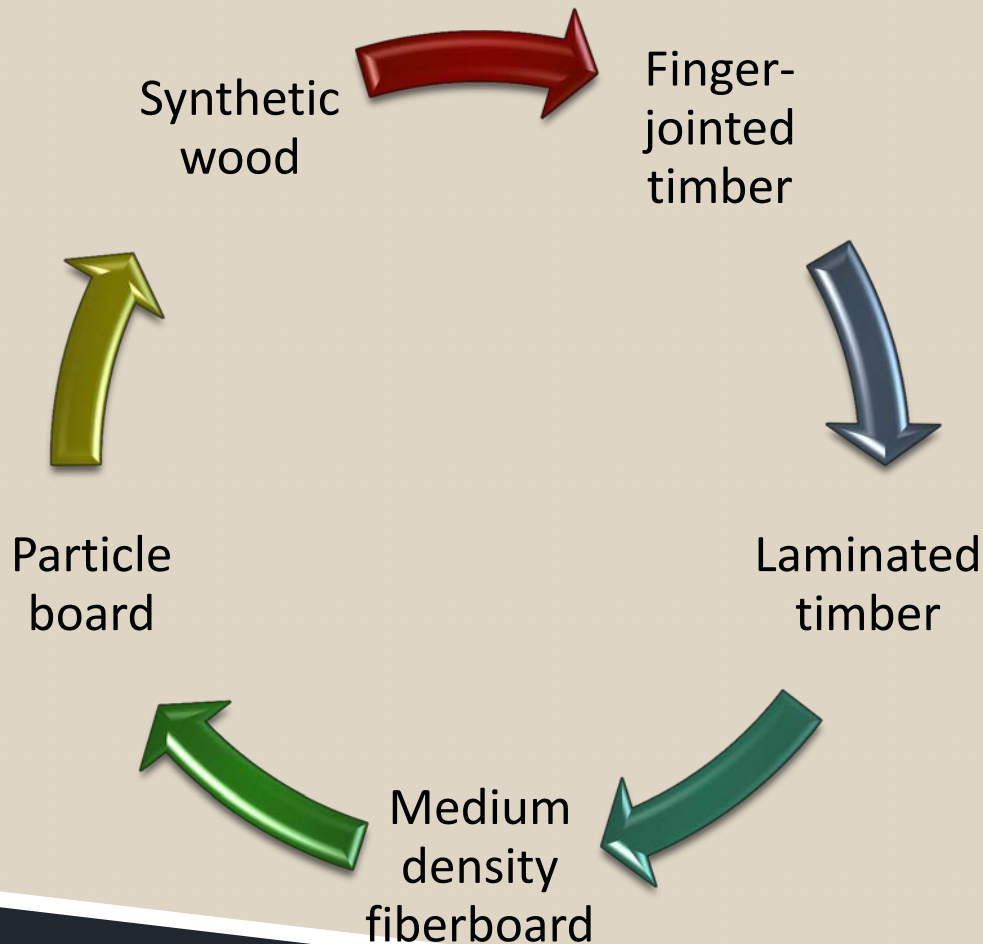 Synthetic
wood
Finger-
jointed
timber
Laminated
timber
Medium
density
fiberboard
Particle
board